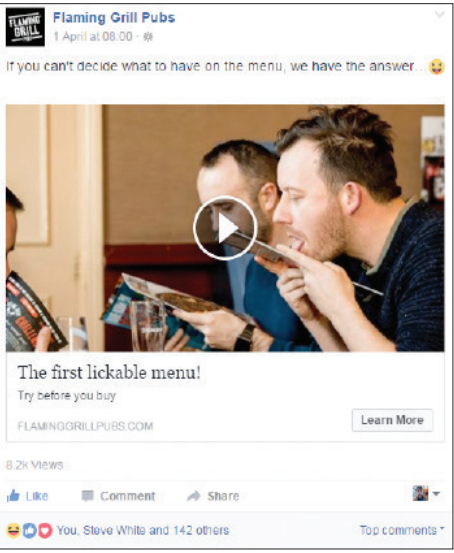 FLAMING
GRILL
Flaming Grill Pubs
1 April at 08:00
If you can't decide what to have on the menu, we have the answer...
The first lickable menu!
Try before you buy
FLAMINGGRILLPUBS.COM
Learn More
8.2K Views
Like Comment Share
You, Steve White and 142 others Top comments